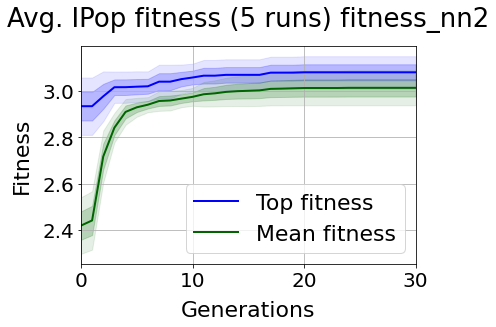 Avg. IPop fitness (5 runs) fitness_nn2
Fitness
3.0
2.8
2.6
2.4
Top fitness
Mean fitness
0 10 20 30
Generations